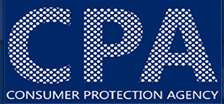 CPA
CONSUMER PROTECTION AGENCY